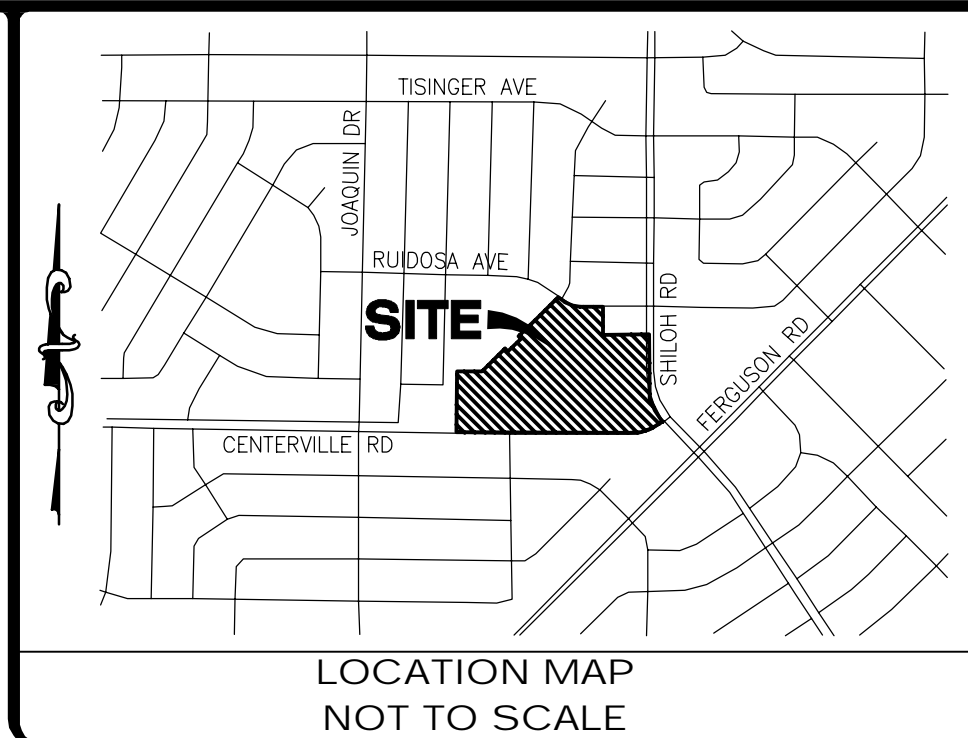 TISINGER AVE
JOAQUIN DR
RUIDOSA AVE
SITE
SHILOH RD
FERGUSON RD
CENTERVILLE RD
LOCATION MAP
NOT TO SCALE